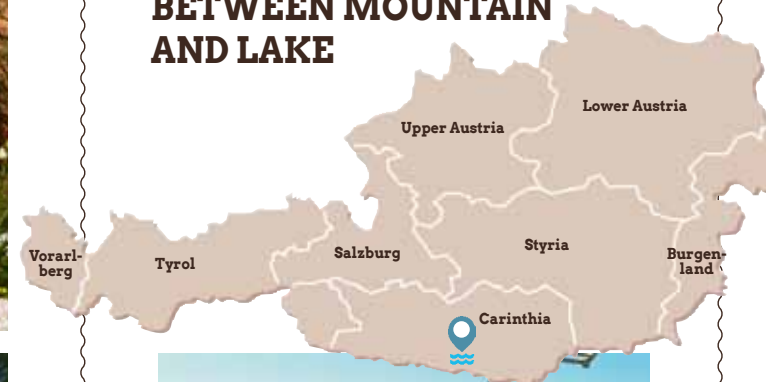 BETWEEN MOUNTAIN
AND LAKE
Lower Austria
Upper Austria
Styria
Salzburg
Vorarl-
berg
Tyrol
Burgen-
land
Carinthia